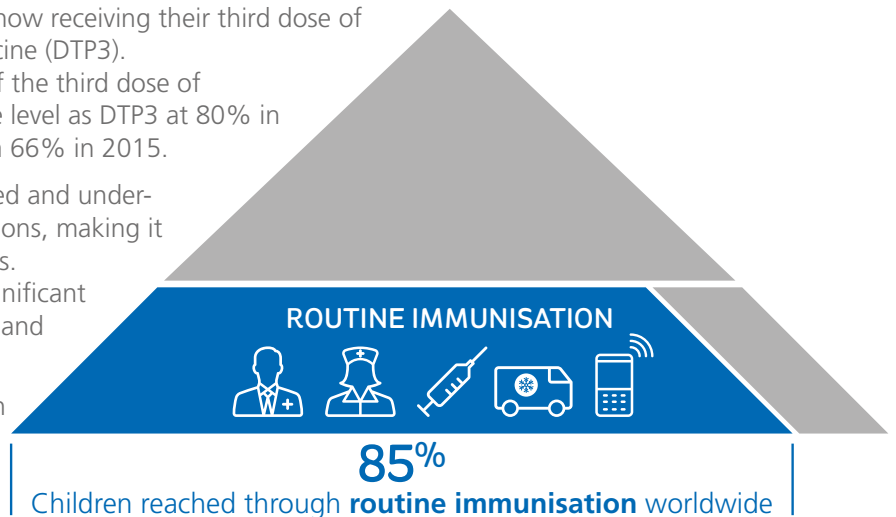 now receiving their third dose of
cine (DTP3).
f the third dose of
e level as DTP3 at 80% in
66% in 2015.
ed and under-
ons, making it
s.
nificant
and
ROUTINE IMMUNISATION
85%
Children reached through routine immunisation worldwide